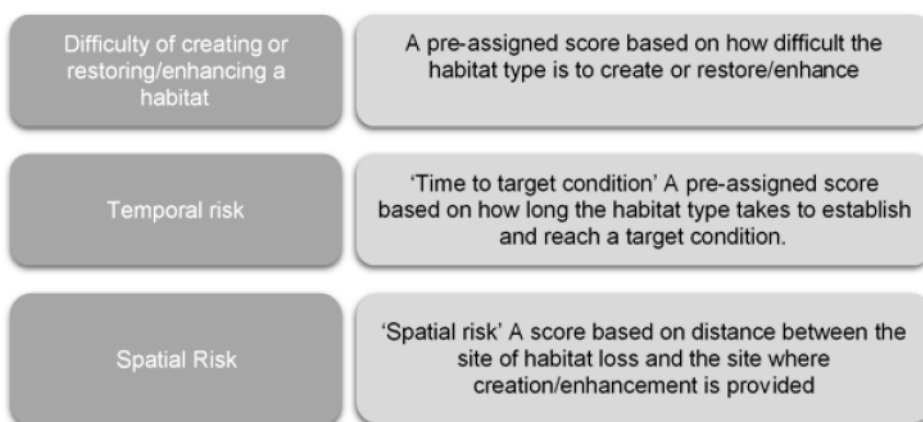 Difficulty of creating or
restoring/enhancing a
habitat
A pre-assigned score based on how difficult the
habitat type is to create or restore/enhance
Temporal risk
‘Time to target condition’ A pre-assigned score
based on how long the habitat type takes to establish
and reach a target condition.
Spatial Risk
‘Spatial risk’ A score based on distance between the
site of habitat loss and the site where
creation/enhancement is provided